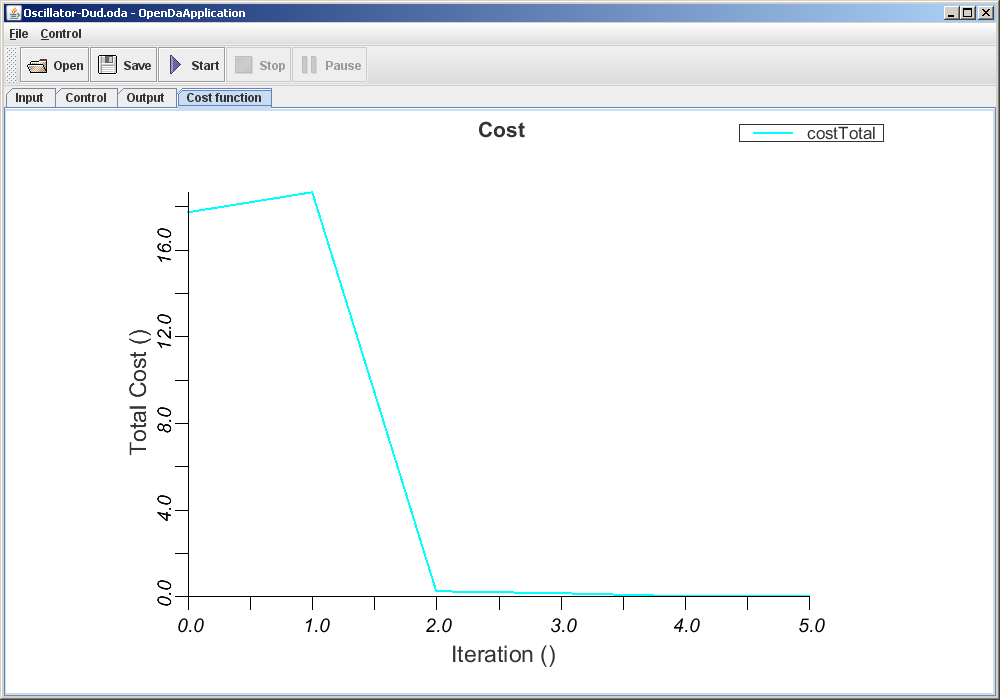 Oscillator-Dud.oda - OpenDaApplication
File Control
Open Save Start Stop Pause
Input Control Output Cost function
Cost
costTotal
Total Cost ()
16.0
12.0
8.0
4.0
0.0
0.0 1.0 2.0 3.0 4.0 5.0
Iteration ()